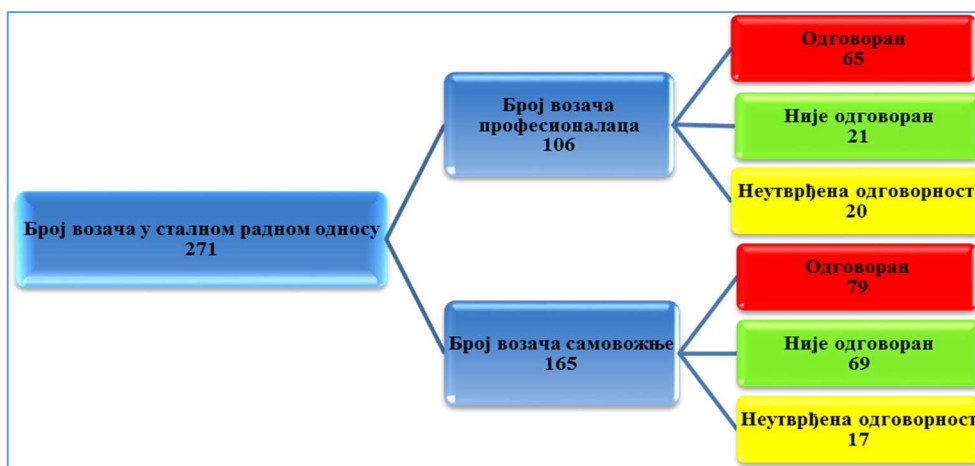 Број возача у сталном радном односу
271
Број возача
професионалаца
106
Одговоран
65
Није одговоран
21
Неутврђена одговорност
20
Број возача самовожње
165
Одговоран
79
Није одговоран
69
Неутврђена одговорност
17